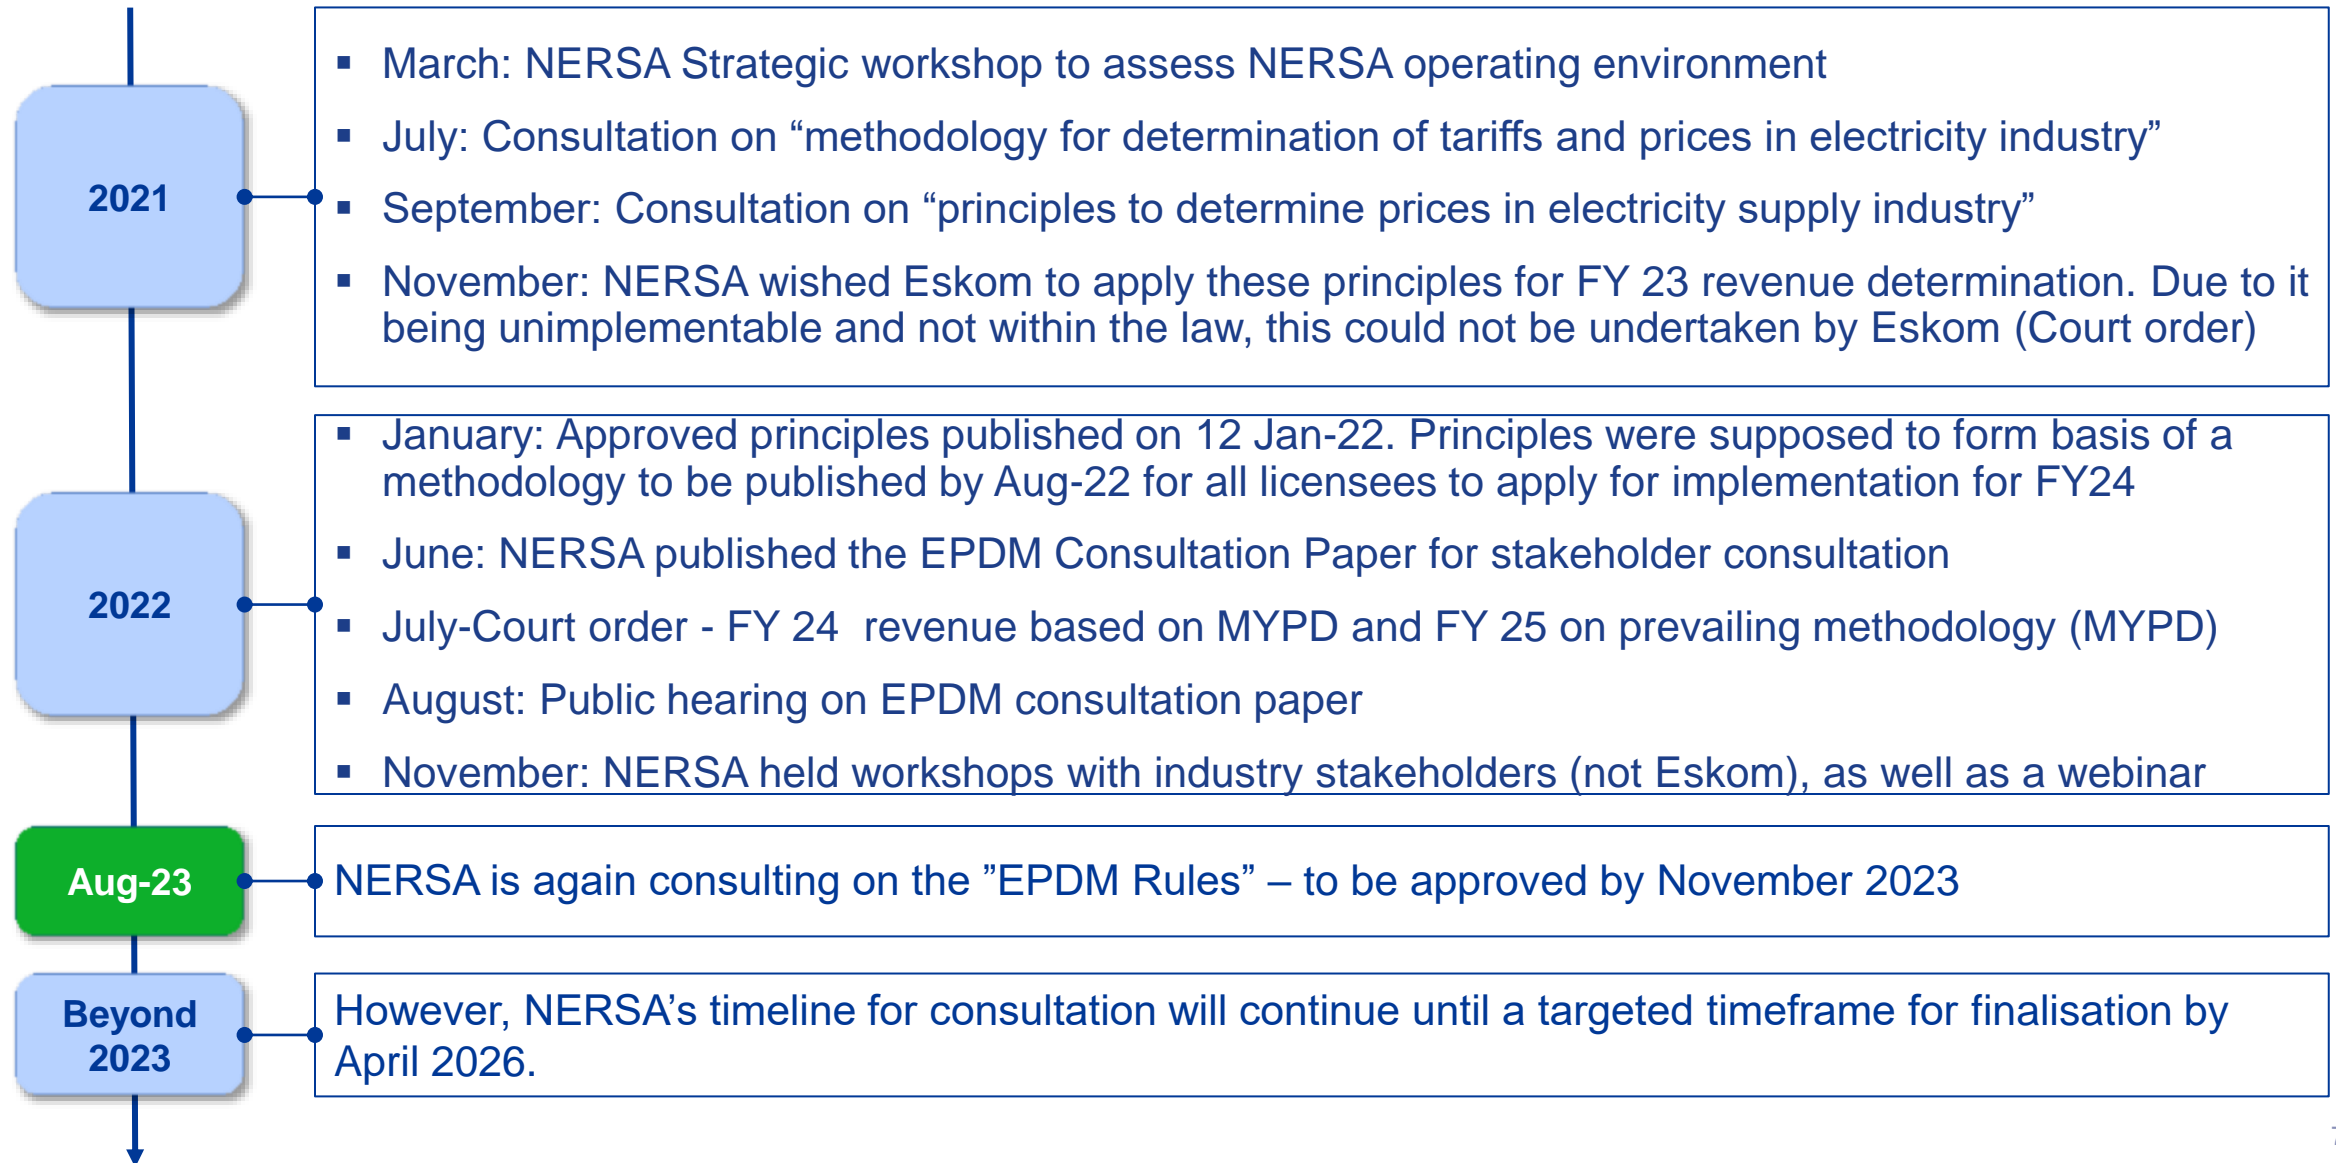 2021
▪ March: NERSA Strategic workshop to assess NERSA operating environment
▪ July: Consultation on “methodology for determination of tariffs and prices in electricity industry”
▪ September: Consultation on “principles to determine prices in electricity supply industry”
▪ November: NERSA wished Eskom to apply these principles for FY 23 revenue determination. Due to it
being unimplementable and not within the law, this could not be undertaken by Eskom (Court order)
2022
▪ January: Approved principles published on 12 Jan-22. Principles were supposed to form basis of a
methodology to be published by Aug-22 for all licensees to apply for implementation for FY24
▪ June: NERSA published the EPDM Consultation Paper for stakeholder consultation
▪ July-Court order - FY 24  revenue based on MYPD and FY 25 on prevailing methodology (MYPD)
▪ August: Public hearing on EPDM consultation paper
▪ November: NERSA held workshops with industry stakeholders (not Eskom), as well as a webinar
Aug-23
NERSA is again consulting on the ”EPDM Rules” – to be approved by November 2023
Beyond
2023
However, NERSA’s timeline for consultation will continue until a targeted timeframe for finalisation by
April 2026.